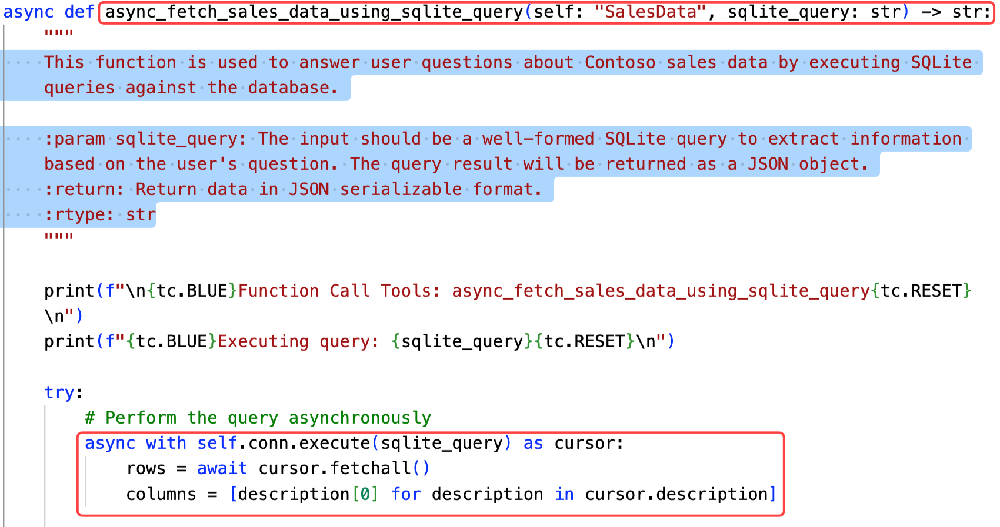 async def async_fetch_sales_data_using_sqlite_query(self: "SalesData", sqlite_query: str) -> str:
"""
This function is used to answer user questions about Contoso sales data by executing SQLite
queries against the database.
:param sqlite_query: The input should be a well-formed SQLite query to extract information
based on the user's question. The query result will be returned as a JSON object.
:return: Return data in JSON serializable format.
:rtype: str
"""
print(f"\n{tc.BLUE}Function Call Tools: async_fetch_sales_data_using_sqlite_query{tc.RESET}
\n")
print(f"{tc.BLUE}Executing query: {sqlite_query}{tc.RESET}\n")
try:
# Perform the query asynchronously
async with self.conn.execute(sqlite_query) as cursor:
rows = await cursor.fetchall()
columns = [description[0] for description in cursor.description]